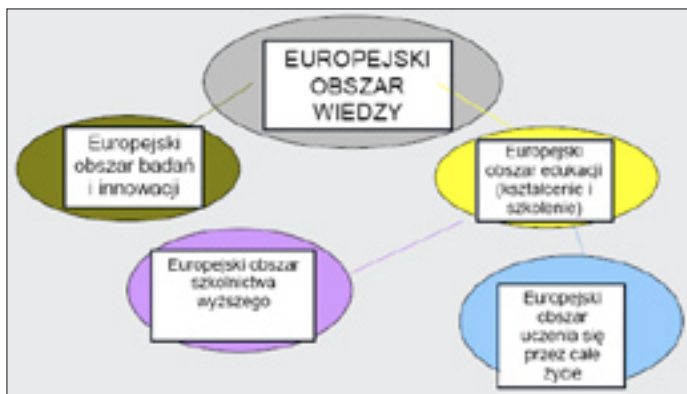 EUROPEJSKI
OBSZAR
WIEDZY
Europejski
obszar badań
i innowacji
Europejski
obszar edukacji
(kształcenie i
szkolenie)
Europejski obszar
szkolnictwa
wyższego
Europejski
obszar
uczenia się
przez całe
życie